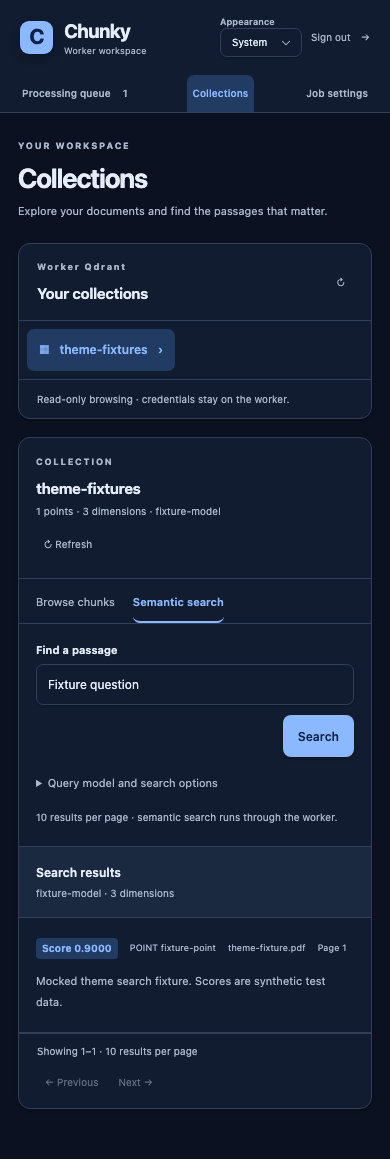 C
Chunky
Worker workspace
Appearance
System
Sign out →
Processing queue 1
Collections
Job settings
YOUR WORKSPACE
Collections
Explore your documents and find the passages that matter.
Worker Qdrant
Your collections
↻
▦ theme-fixtures ›
Read-only browsing · credentials stay on the worker.
COLLECTION
theme-fixtures
1 points · 3 dimensions · fixture-model
↻ Refresh
Browse chunks
Semantic search
Find a passage
Fixture question
Search
▶ Query model and search options
10 results per page · semantic search runs through the worker.
Search results
fixture-model · 3 dimensions
Score 0.9000 POINT fixture-point theme-fixture.pdf Page 1
Mocked theme search fixture. Scores are synthetic test
data.
Showing 1–1 · 10 results per page
← Previous Next →